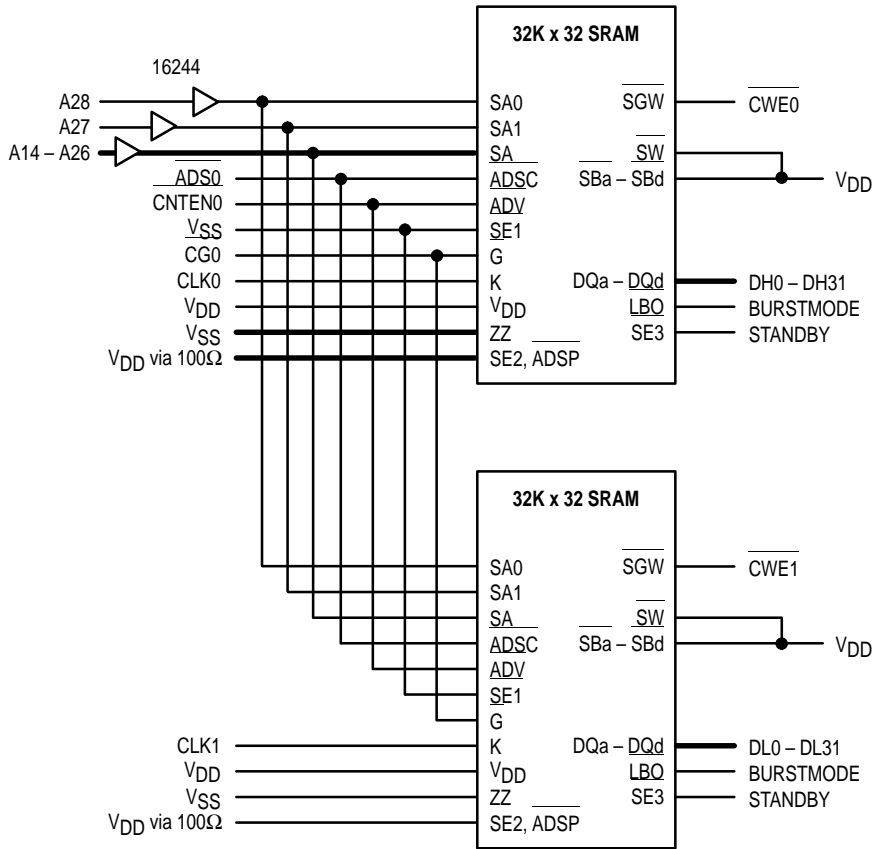 32K x 32 SRAM
16244
A28 SA0 SGW CWE0
A27 SA1
A14 – A26 SA SW
ADS0 ADSC SBa – SBd VDD
CNTEN0 ADV
VSS SE1
CG0 G
CLK0 K DQa – DQd DH0 – DH31
VDD VDD LBO BURSTMODE
VSS ZZ SE3 STANDBY
VDD via 100Ω SE2, ADSP
32K x 32 SRAM
SA0 SGW CWE1
SA1
SA SW
ADSC SBa – SBd VDD
ADV
SE1
G
CLK1 K DQa – DQd DL0 – DL31
VDD VDD LBO BURSTMODE
VSS ZZ SE3 STANDBY
VDD via 100Ω SE2, ADSP